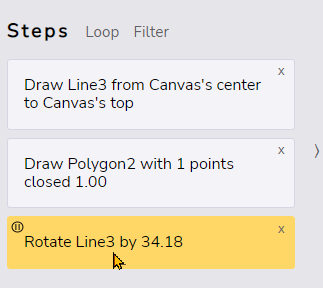 Steps Loop Filter
x
Draw Line3 from Canvas's center
to Canvas's top
x
Draw Polygon2 with 1 points
closed 1.00
x
Rotate Line3 by 34.18